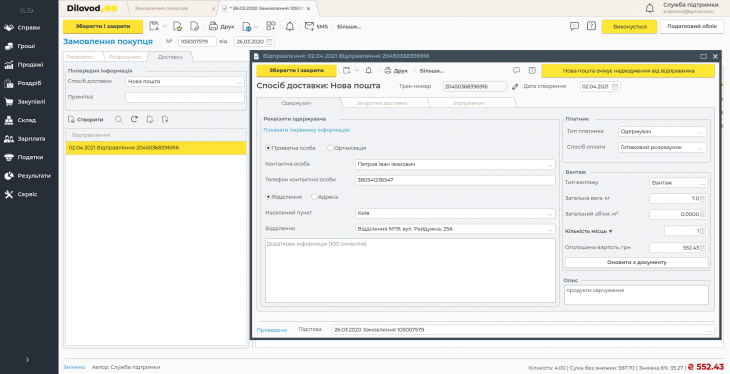 15:39
Dilovod
Замовлення покупців
* 26.03.2020 Замовлення 105007579
Служба підтримки
Справи
Гроші
Продажі
Роздріб
Закупівлі
Склад
Зарплата
Податки
Результати
Сервіс
Зберегти і закрити
Друк
SMS
Більше...
Виконується
Податковий облік
Замовлення покупця
№ 105007579 від 26.03.2020
Реквізити
Розрахунки
Доставка
Попередня інформація
Спосіб доставки Нова пошта ...
Примітка ...
Створити
Відправлення
02.04.2021 Відправлення 20450368396916
Відправлення: 02.04.2021 Відправлення 20450368396916
Зберегти і закрити
Друк
Більше...
Нова пошта очікує надходження від відправника
Спосіб доставки: Нова пошта
Трек-номер 20450368396916
Дата створення 02.04.2021
Одержувач
Зворотна доставка
Відправник
Реквізити одержувача
Показати первинну інформацію
Приватна особа
Організація
Контактна особа Петров Іван Іванович ...
Телефон контактної особи 380541236547
Відділення
Адреса
Населений пункт Київ ...
Відділення Відділення №19: вул. Райдужна, 25А ...
Додаткова інформація (100 символів)
Платник
Тип платника Одержувач ...
Спосіб оплати Готівковий розрахунок ...
Вантаж
Тип вантажу Вантаж ...
Загальна вага, кг 7.0
Загальний об'єм, м³ 0.0000
Кількість місць ▼ 1
Оголошена вартість, грн 552.43
Оновити з документу
Опис
продукти харчування
Проведено
Підстава 26.03.2020 Замовлення 105007579 ...
Змінено
Автор: Служба підтримки
Кількість: 4.00 | Сума без знижки: 587.70 | Знижка 6%: 35.27 | ₴ 552.43